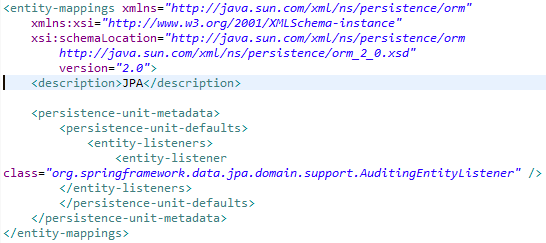 <entity-mappings xmlns="http://java.sun.com/xml/ns/persistence/orm"
xmlns:xsi="http://www.w3.org/2001/XMLSchema-instance"
xsi:schemaLocation="http://java.sun.com/xml/ns/persistence/orm
http://java.sun.com/xml/ns/persistence/orm_2_0.xsd"
version="2.0">
<description>JPA</description>
<persistence-unit-metadata>
<persistence-unit-defaults>
<entity-listeners>
<entity-listener
class="org.springframework.data.jpa.domain.support.AuditingEntityListener" />
</entity-listeners>
</persistence-unit-defaults>
</persistence-unit-metadata>
</entity-mappings>